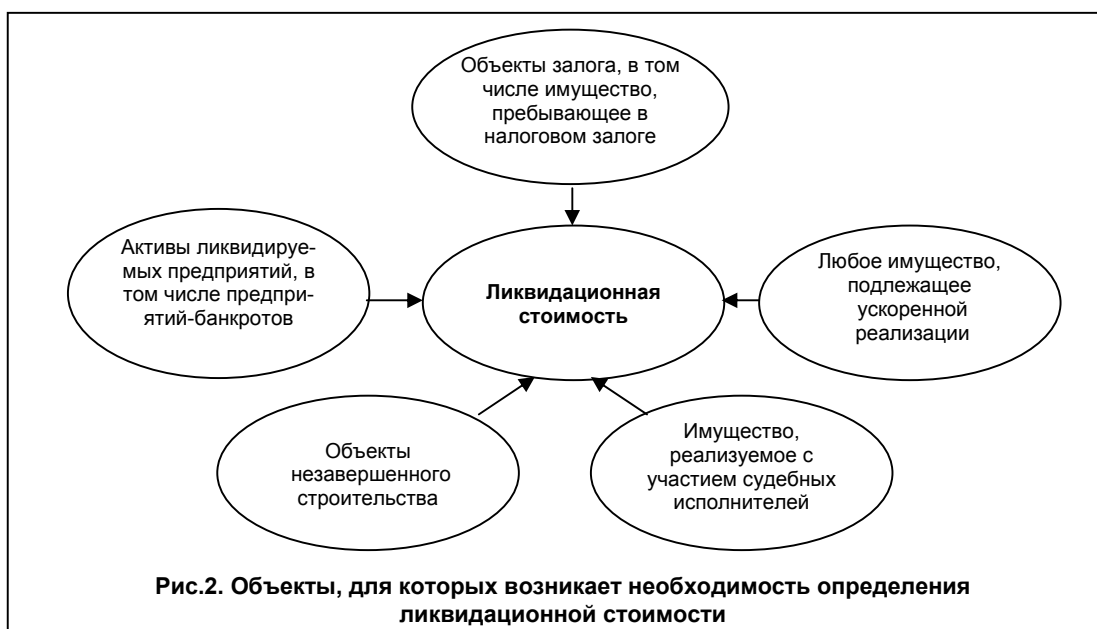 Объекты залога, в том
числе имущество,
пребывающее в
налоговом залоге
Активы ликвидируе-
мых предприятий, в
том числе предпри-
ятий-банкротов
Ликвидационная
стоимость
Любое имущество,
подлежащее
ускоренной
реализации
Объекты
незавершенного
строительства
Имущество,
реализуемое с
участием судебных
исполнителей
Рис.2. Объекты, для которых возникает необходимость определения
ликвидационной стоимости